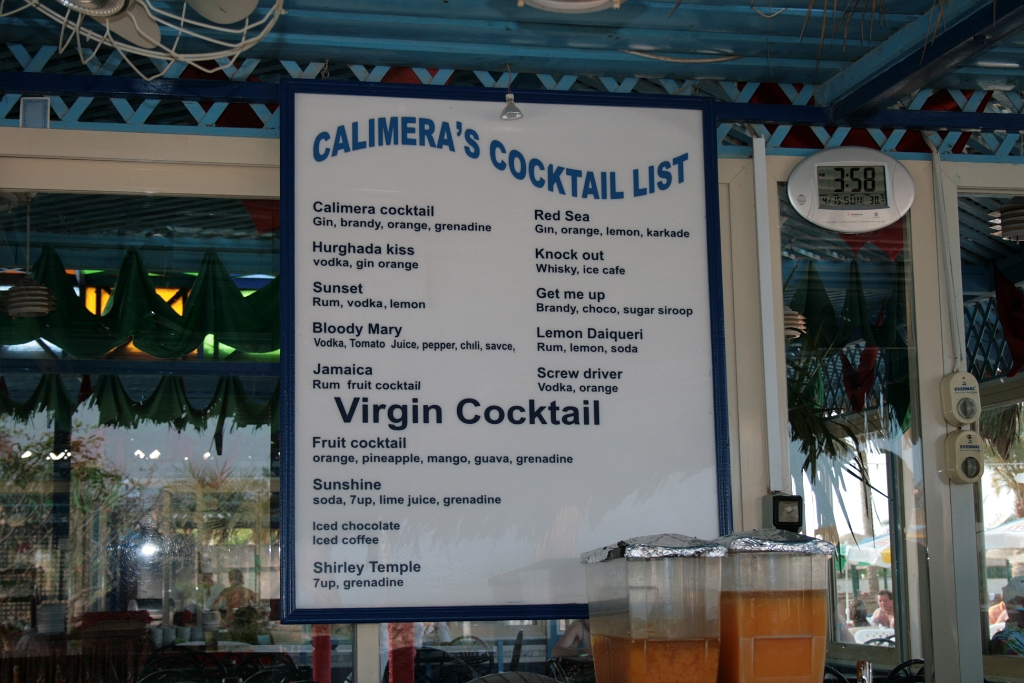 CALIMERA'S COCKTAIL LIST
Calimera cocktail
Gin, brandy, orange, grenadine
Hurghada kiss
vodka, gin orange
Sunset
Rum, vodka, lemon
Bloody Mary
Vodka, Tomato Juice, pepper, chili, savce,
Jamaica
Rum fruit cocktail
Red Sea
Gin, orange, lemon, karkade
Knock out
Whisky, ice cafe
Get me up
Brandy, choco, sugar siroop
Lemon Daiqueri
Rum, lemon, soda
Screw driver
Vodka, orange
Virgin Cocktail
Fruit cocktail
orange, pineapple, mango, guava, grenadine
Sunshine
soda, 7up, lime juice, grenadine
Iced chocolate
Iced coffee
Shirley Temple
7up, grenadine
3:58
SUN
EVERNAL
EVERNAL